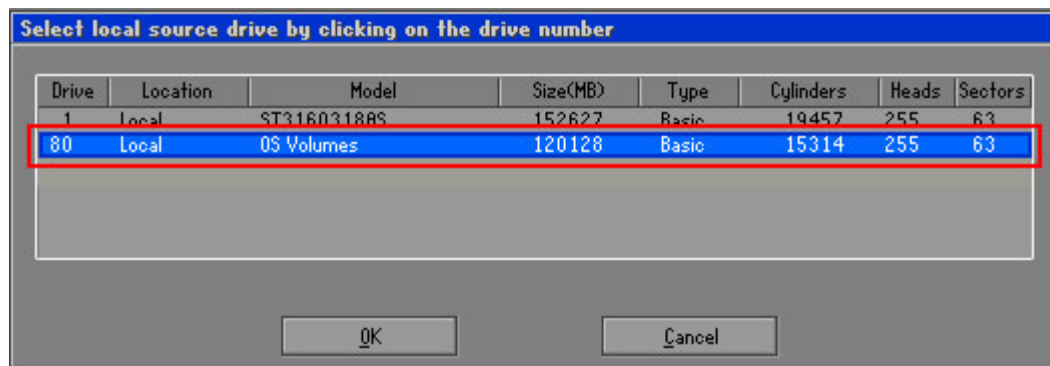 Select local source drive by clicking on the drive number
Drive Location Model Size(MB) Type Cylinders Heads Sectors
1 Local ST3160318AS 152627 Basic 19457 255 63
80 Local OS Volumes 120128 Basic 15314 255 63
OK Cancel